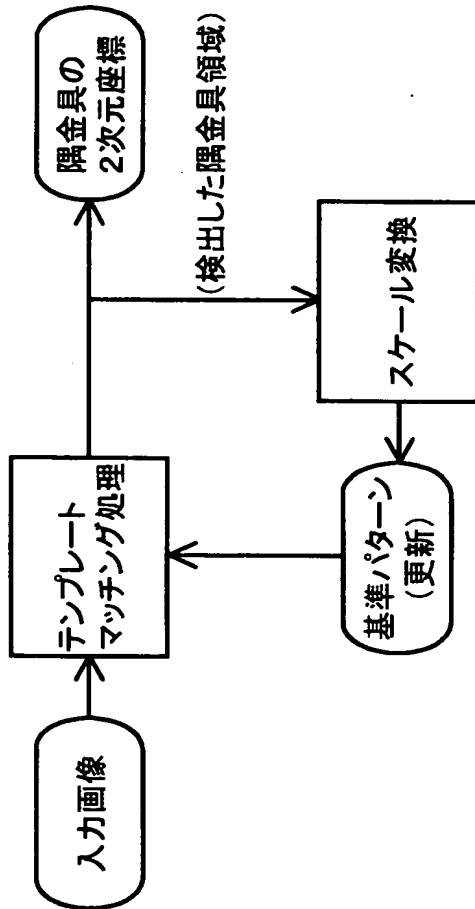 入力画像
テンプレート
マッチング処理
隅金具の
2次元座標
(検出した隅金具領域)
スケール変換
基準パターン
(更新)